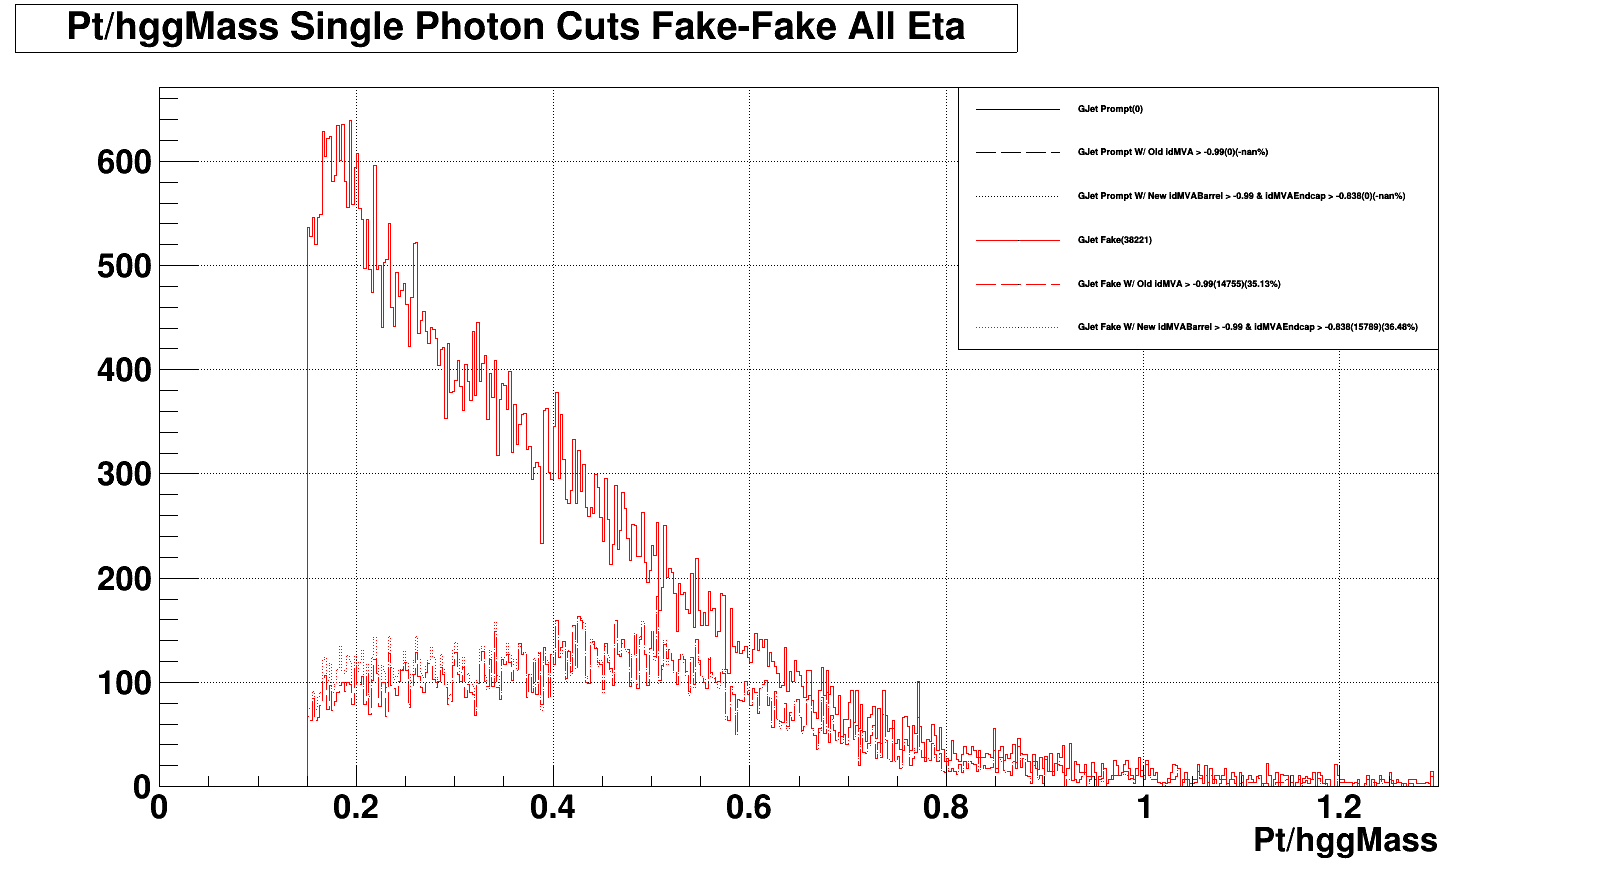 Pt/hggMass Single Photon Cuts Fake-Fake All Eta
GJet Prompt(0)
GJet Prompt W/ Old idMVA > -0.99(0)(-nan%)
GJet Prompt W/ New idMVABarrel > -0.99 & idMVAEndcap > -0.838(0)(-nan%)
GJet Fake(38221)
GJet Fake W/ Old idMVA > -0.99(14755)(35.13%)
GJet Fake W/ New idMVABarrel > -0.99 & idMVAEndcap > -0.838(15789)(36.48%)
600
500
400
300
200
100
0
0 0.2 0.4 0.6 0.8 1 1.2
Pt/hggMass